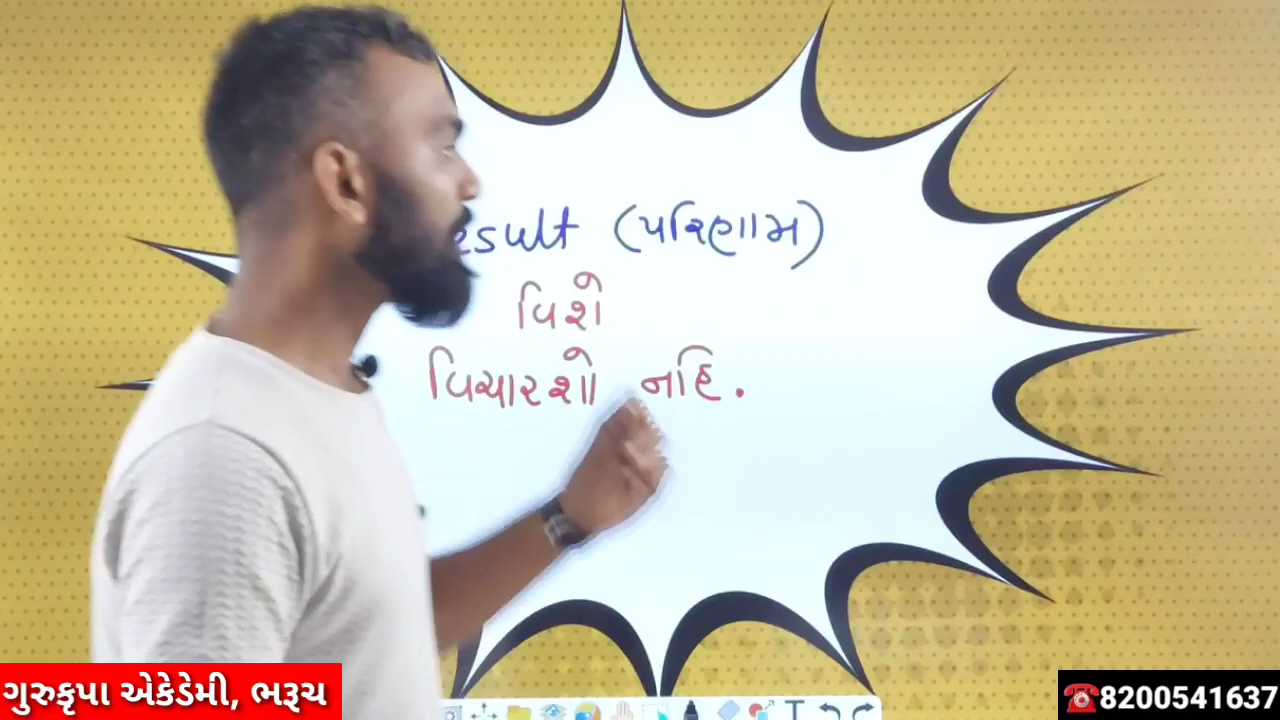 esult (પરિણામ)
વિશે
વિચારશો નહિ.
ગુરુકૃપા એકેડેમી, ભરૂચ
8200541637